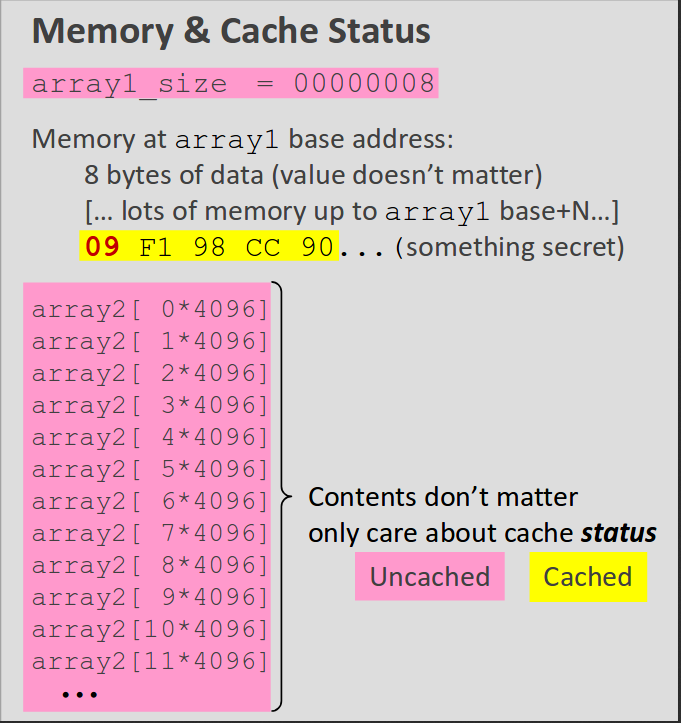 Memory & Cache Status
array1_size = 00000008
Memory at array1 base address:
8 bytes of data (value doesn’t matter)
[… lots of memory up to array1 base+N…]
09 F1 98 CC 90... (something secret)
array2[ 0*4096]
array2[ 1*4096]
array2[ 2*4096]
array2[ 3*4096]
array2[ 4*4096]
array2[ 5*4096]
array2[ 6*4096]
array2[ 7*4096]
array2[ 8*4096]
array2[ 9*4096]
array2[10*4096]
array2[11*4096]
...
Contents don’t matter
only care about cache status
Uncached Cached